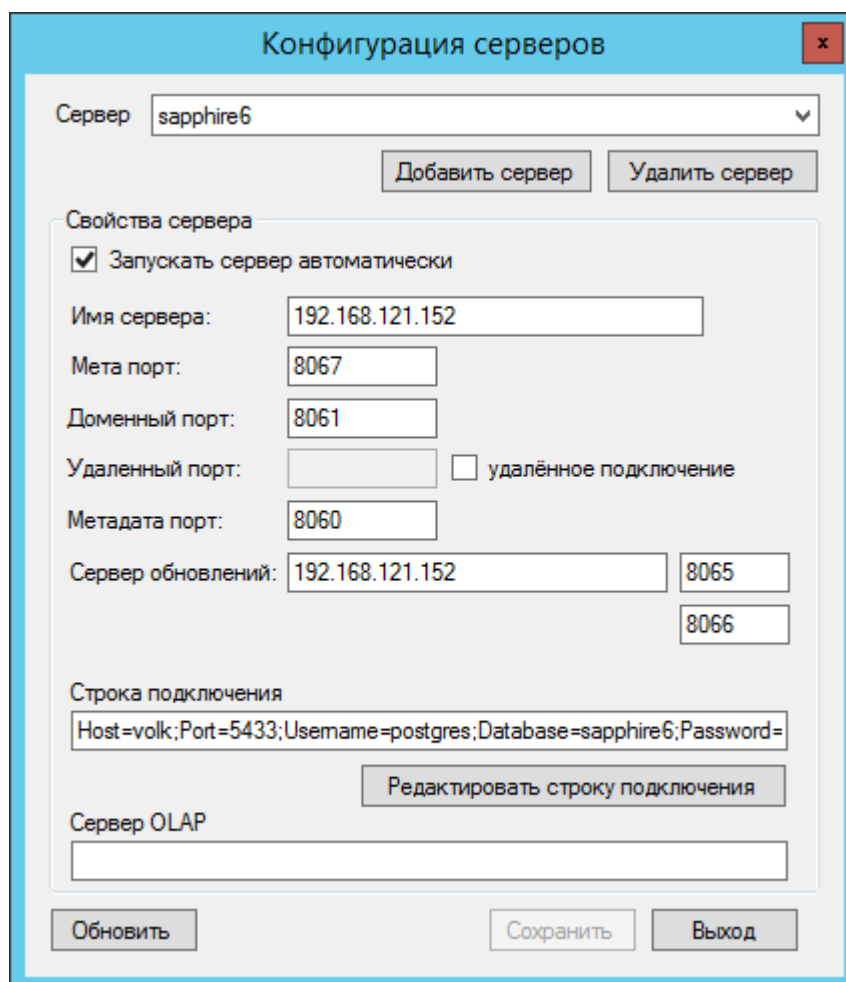 Конфигурация серверов
x
Сервер sapphire6
Добавить сервер Удалить сервер
Свойства сервера
Запускать сервер автоматически
Имя сервера: 192.168.121.152
Мета порт: 8067
Доменный порт: 8061
Удаленный порт: удалённое подключение
Метадата порт: 8060
Сервер обновлений: 192.168.121.152 8065
8066
Строка подключения
Host=volk;Port=5433;Username=postgres;Database=sapphire6;Password=
Редактировать строку подключения
Сервер OLAP
Обновить Сохранить Выход